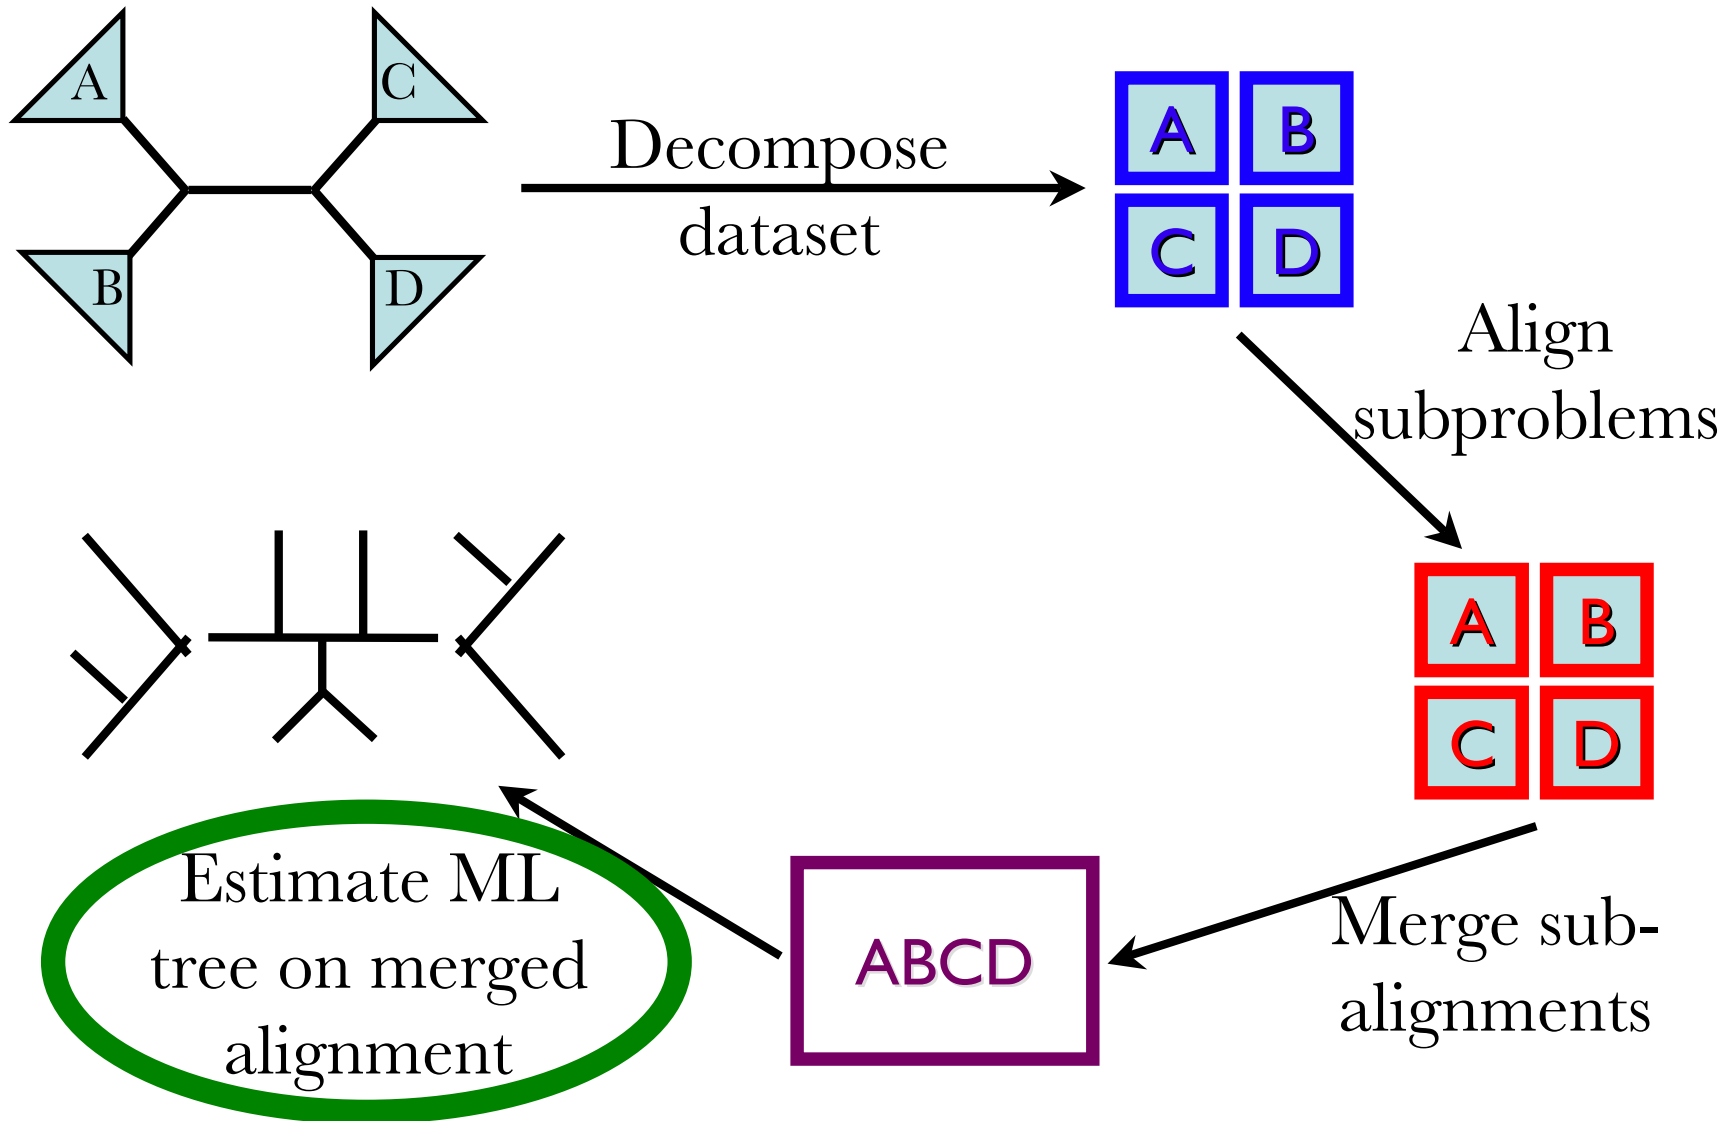 A
C
B
D
Decompose
dataset
A B
C D
Align
subproblems
A B
C D
Merge sub-
alignments
ABCD
Estimate ML
tree on merged
alignment